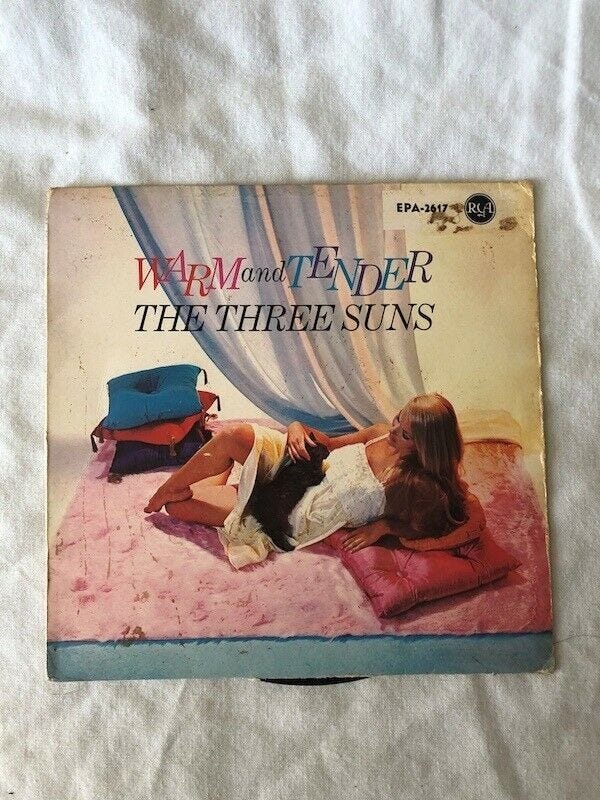 EPA-2617 RCA
WARM and TENDER
THE THREE SUNS